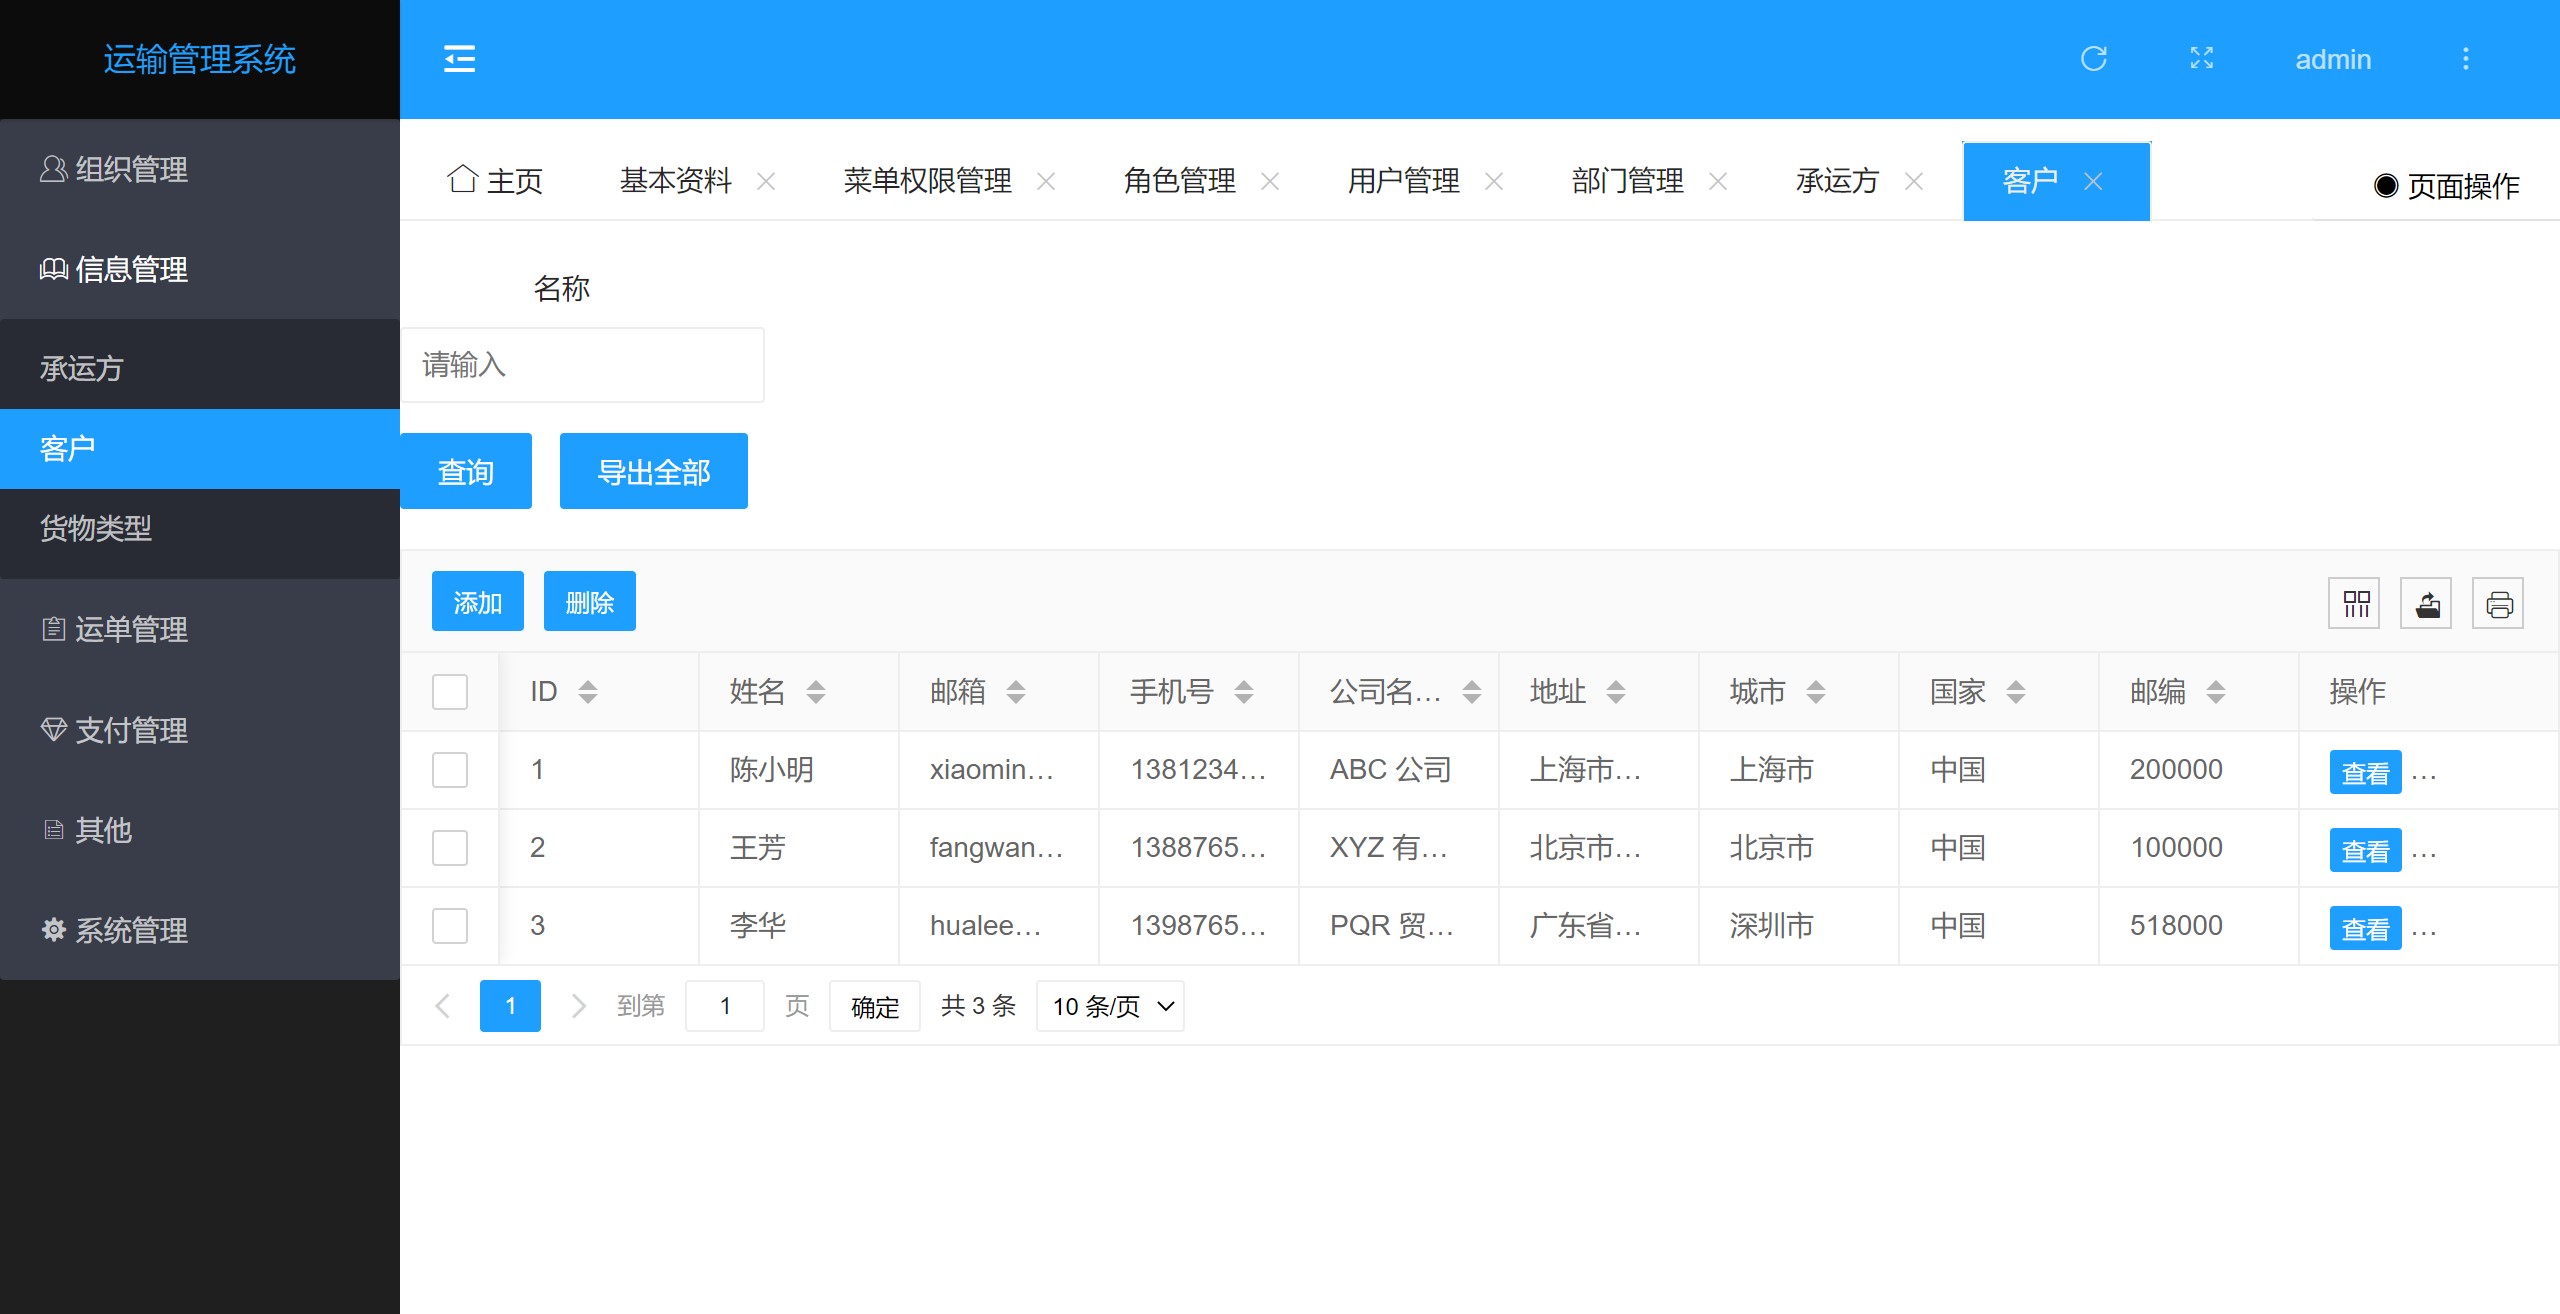 运输管理系统
admin
组织管理
信息管理
承运方
客户
货物类型
运单管理
支付管理
其他
系统管理
主页 基本资料 菜单权限管理 角色管理 用户管理 部门管理 承运方 客户 页面操作
名称
请输入
查询 导出全部
添加 删除
ID 姓名 邮箱 手机号 公司名... 地址 城市 国家 邮编 操作
1 陈小明 xiaomin... 1381234... ABC 公司 上海市... 上海市 中国 200000 查看 ...
2 王芳 fangwan... 1388765... XYZ 有... 北京市... 北京市 中国 100000 查看 ...
3 李华 hualee... 1398765... PQR 贸... 广东省... 深圳市 中国 518000 查看 ...
1 到第 1 页 确定 共 3 条 10 条/页